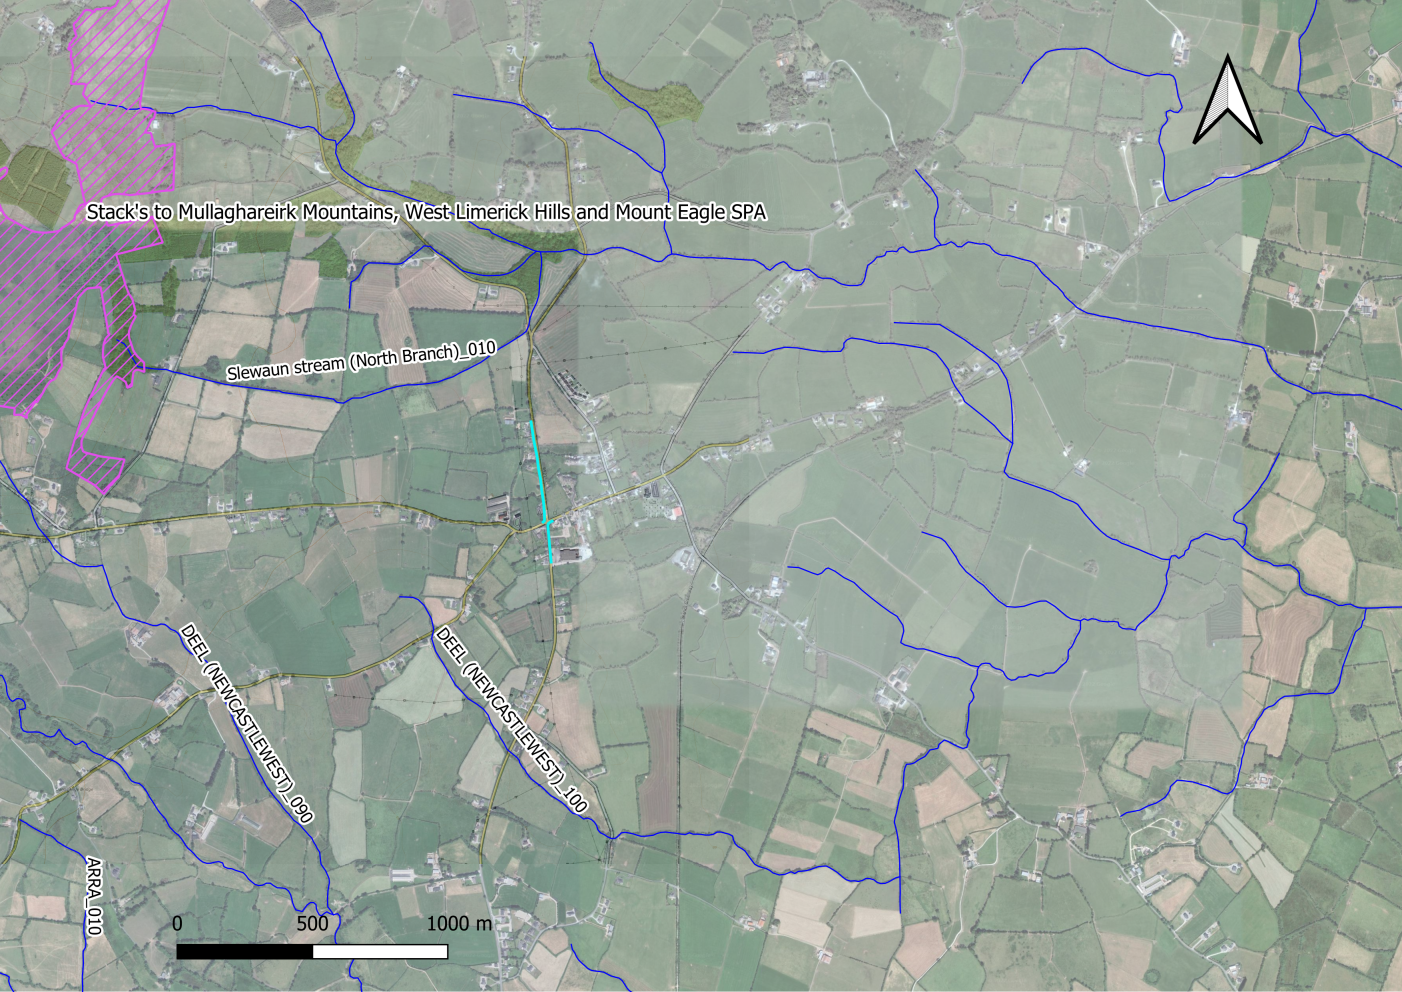 Stack's to Mullaghareirk Mountains, West Limerick Hills and Mount Eagle SPA
Slewaun stream (North Branch)_010
DEEL (NEWCASTLEWEST)_090
DEEL (NEWCASTLEWEST)_100
ARRA_010
0 500 1000 m